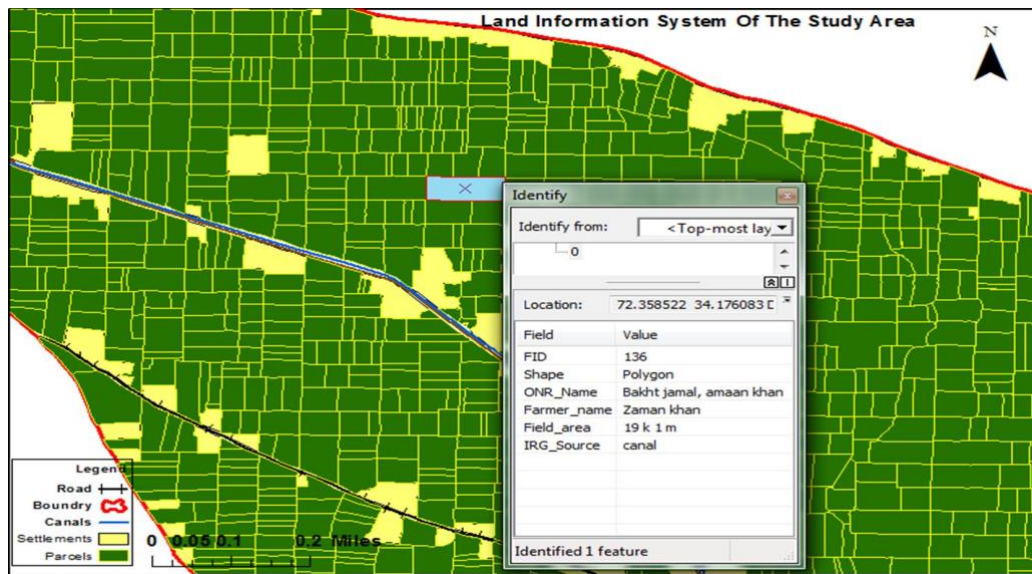 Land Information System Of The Study Area
N
Identify
Identify from: <Top-most lay
0
Location: 72.358522 34.176083 D
Field Value
FID 136
Shape Polygon
ONR_Name Bakht jamal, amaan khan
Farmer_name Zaman khan
Field_area 19 k 1 m
IRG_Source canal
Identified 1 feature
Legend
Road
Boundry
Canals
Settlements
Parcels
0 0.05 0.1 0.2 Miles